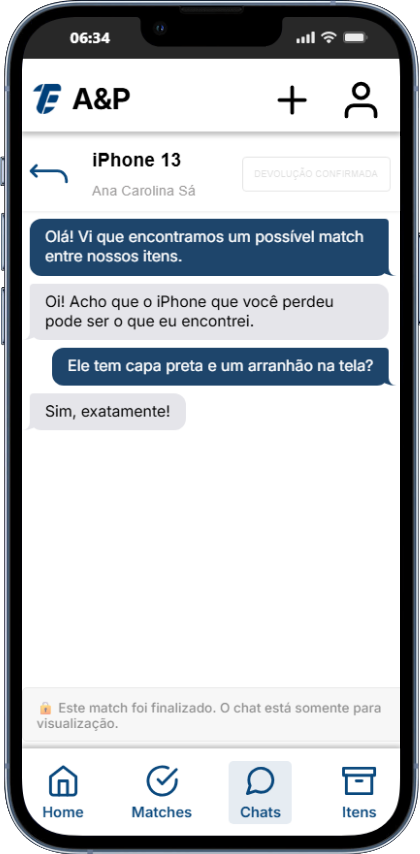 06:34
A&P
iPhone 13
Ana Carolina Sá
DEVOLUÇÃO CONFIRMADA
Olá! Vi que encontramos um possível match
entre nossos itens.
Oi! Acho que o iPhone que você perdeu
pode ser o que eu encontrei.
Ele tem capa preta e um arranhão na tela?
Sim, exatamente!
🔒 Este match foi finalizado. O chat está somente para
visualização.
Home Matches Chats Itens